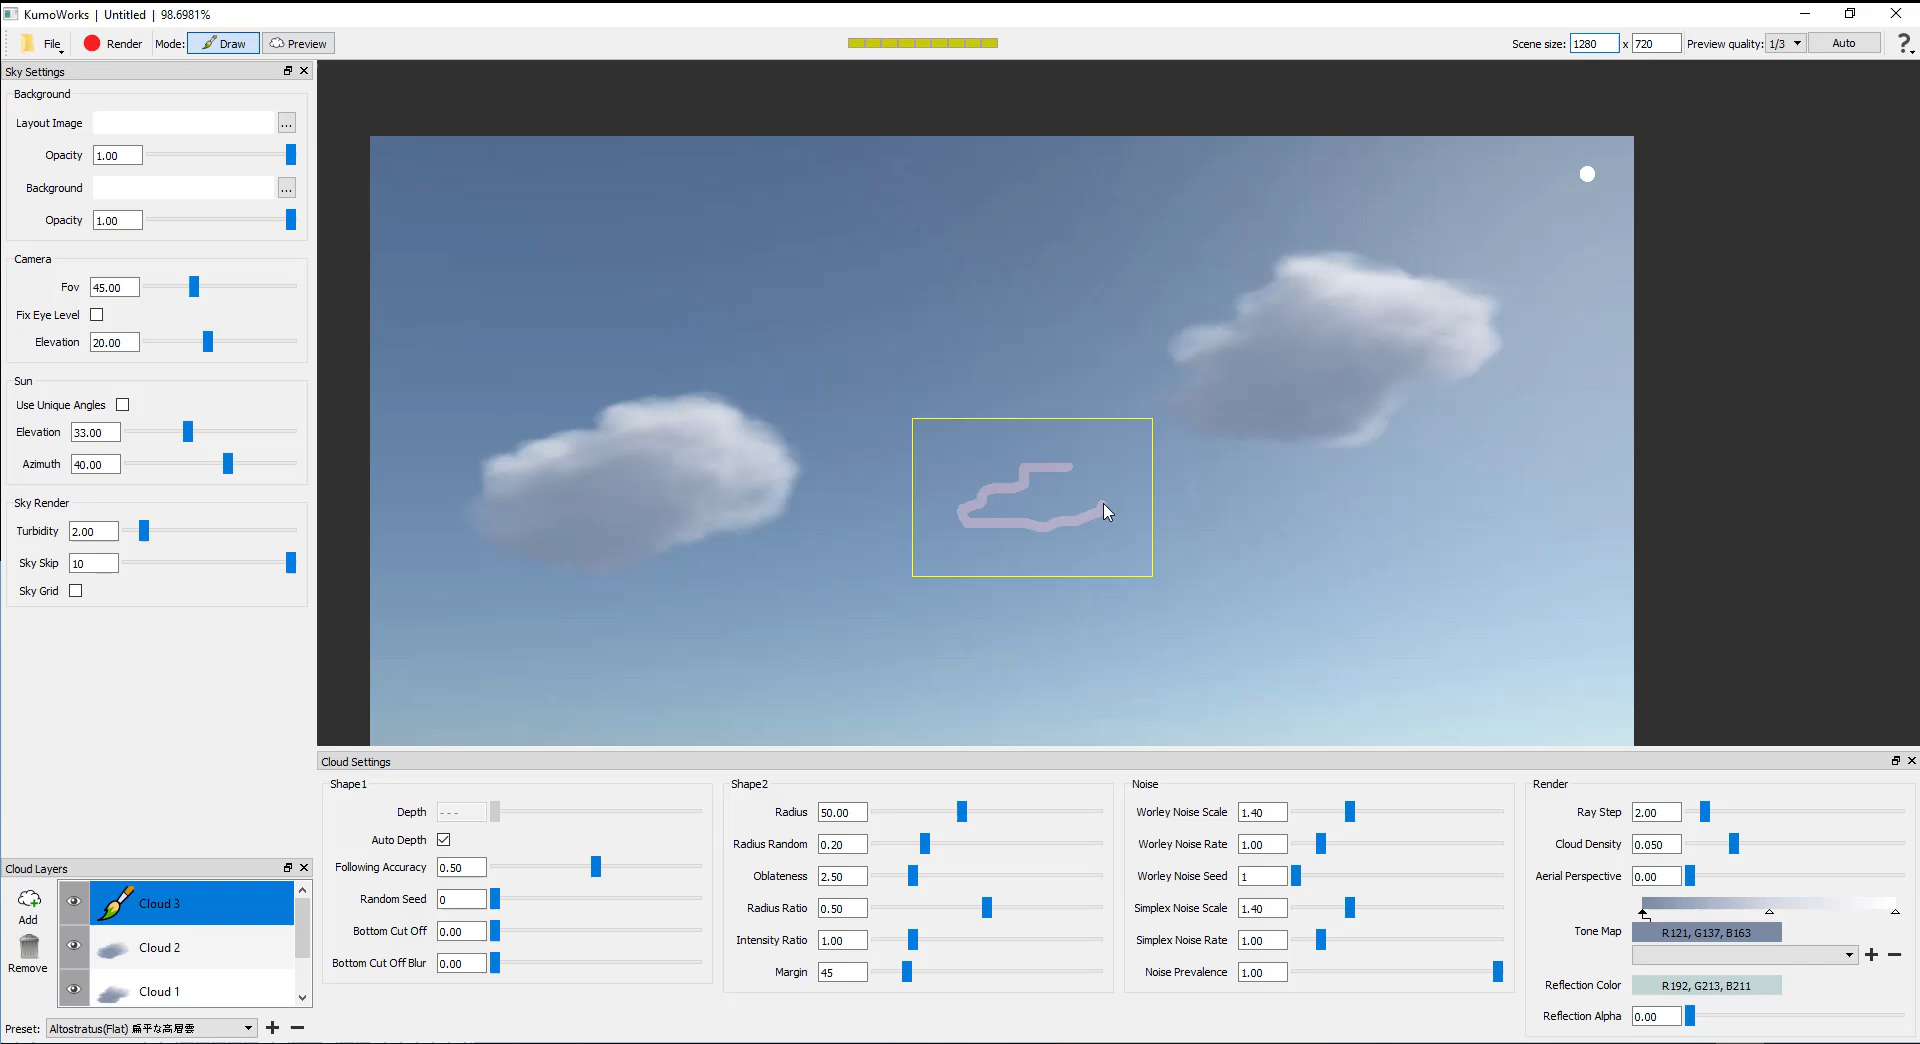 KumoWorks | Untitled | 98.6981%
File Render Mode: Draw Preview Scene size: 1280 x 720 Preview quality: 1/3 Auto ?
Sky Settings
Background
Layout Image ...
Opacity 1.00
Background ...
Opacity 1.00
Camera
Fov 45.00
Fix Eye Level
Elevation 20.00
Sun
Use Unique Angles
Elevation 33.00
Azimuth 40.00
Sky Render
Turbidity 2.00
Sky Skip 10
Sky Grid
Cloud Layers
Add
Remove
Cloud 3
Cloud 2
Cloud 1
Preset: Altostratus(Flat) 扁平な高層雲
Cloud Settings
Shape1
Depth ---
Auto Depth
Following Accuracy 0.50
Random Seed 0
Bottom Cut Off 0.00
Bottom Cut Off Blur 0.00
Shape2
Radius 50.00
Radius Random 0.20
Oblateness 2.50
Radius Ratio 0.50
Intensity Ratio 1.00
Margin 45
Noise
Worley Noise Scale 1.40
Worley Noise Rate 1.00
Worley Noise Seed 1
Simplex Noise Scale 1.40
Simplex Noise Rate 1.00
Noise Prevalence 1.00
Render
Ray Step 2.00
Cloud Density 0.050
Aerial Perspective 0.00
Tone Map R121, G137, B163
Reflection Color R192, G213, B211
Reflection Alpha 0.00